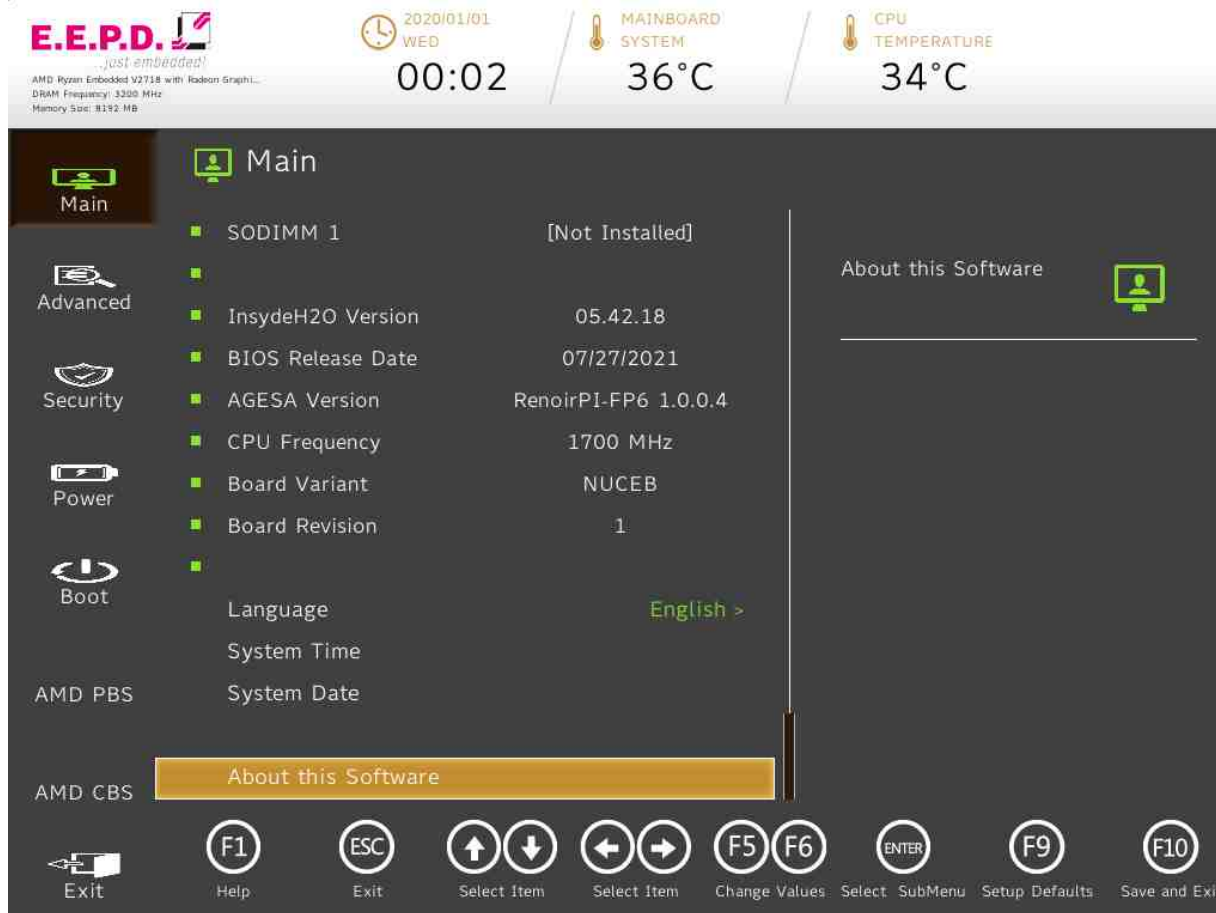 E.E.P.D.
...just embedded!
AMD Ryzen Embedded V2718 with Radeon Graphi...
DRAM Frequency: 3200 MHz
Memory Size: 8192 MB
2020/01/01
WED
00:02
MAINBOARD
SYSTEM
36°C
CPU
TEMPERATURE
34°C
Main
Advanced
Security
Power
Boot
AMD PBS
AMD CBS
Exit
Main
SODIMM 1 [Not Installed]
InsydeH2O Version 05.42.18
BIOS Release Date 07/27/2021
AGESA Version RenoirPI-FP6 1.0.0.4
CPU Frequency 1700 MHz
Board Variant NUCEB
Board Revision 1
Language English >
System Time
System Date
About this Software
About this Software
F1 ESC F5 F6 ENTER F9 F10
Help Exit Select Item Select Item Change Values Select SubMenu Setup Defaults Save and Exi